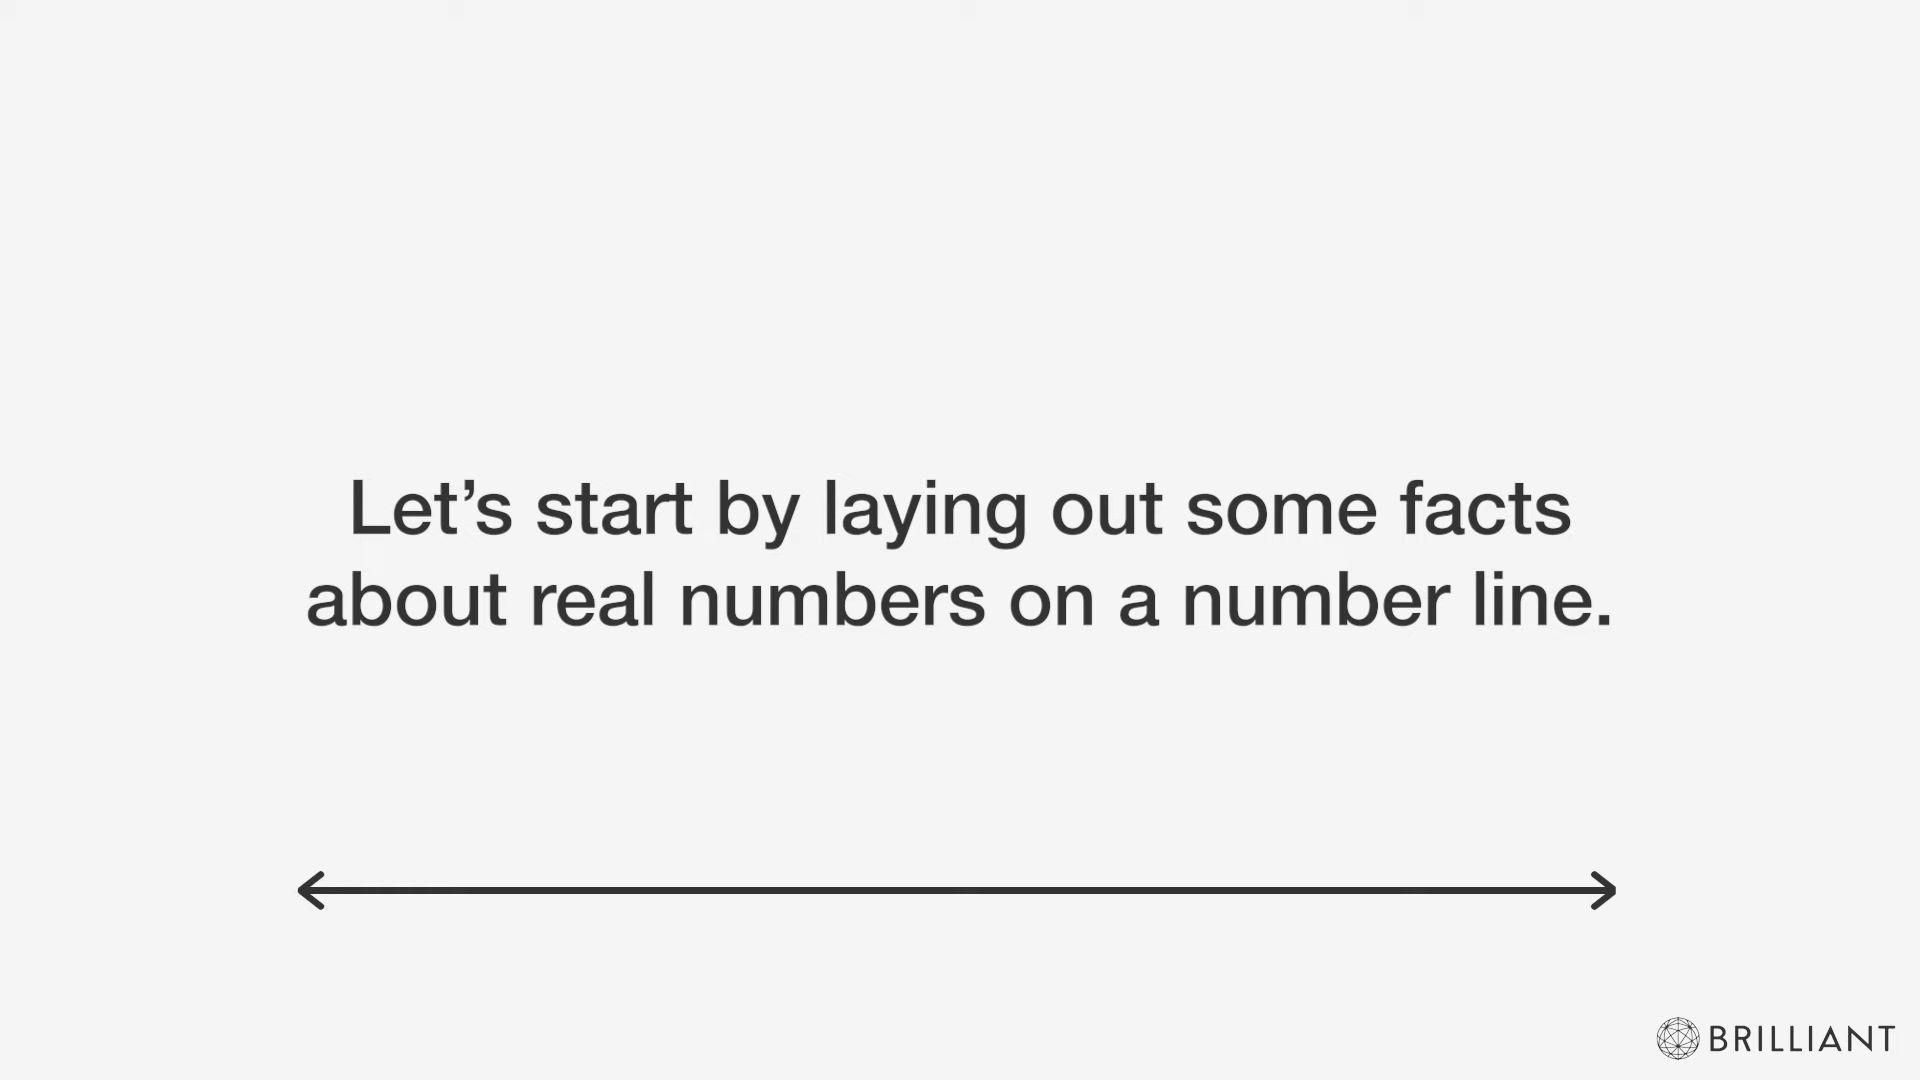 Let’s start by laying out some facts
about real numbers on a number line.
BRILLIANT